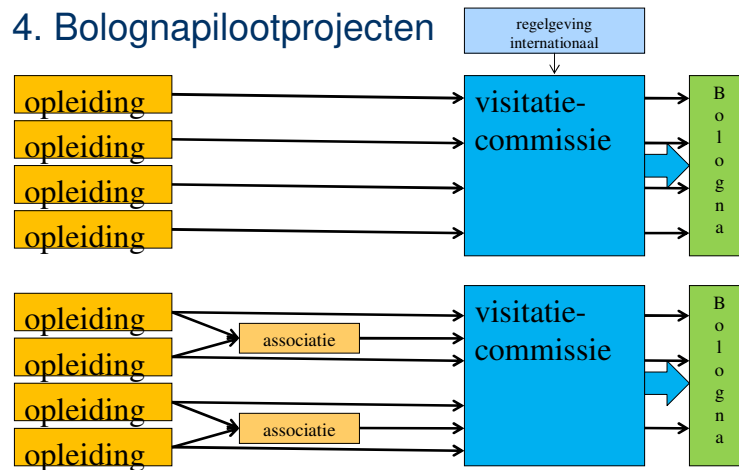 4. Bolognapilootprojecten
regelgeving
internationaal
opleiding
opleiding
opleiding
opleiding
visitatie-
commissie
B
o
l
o
g
n
a
opleiding
opleiding
opleiding
opleiding
associatie
associatie
visitatie-
commissie
B
o
l
o
g
n
a